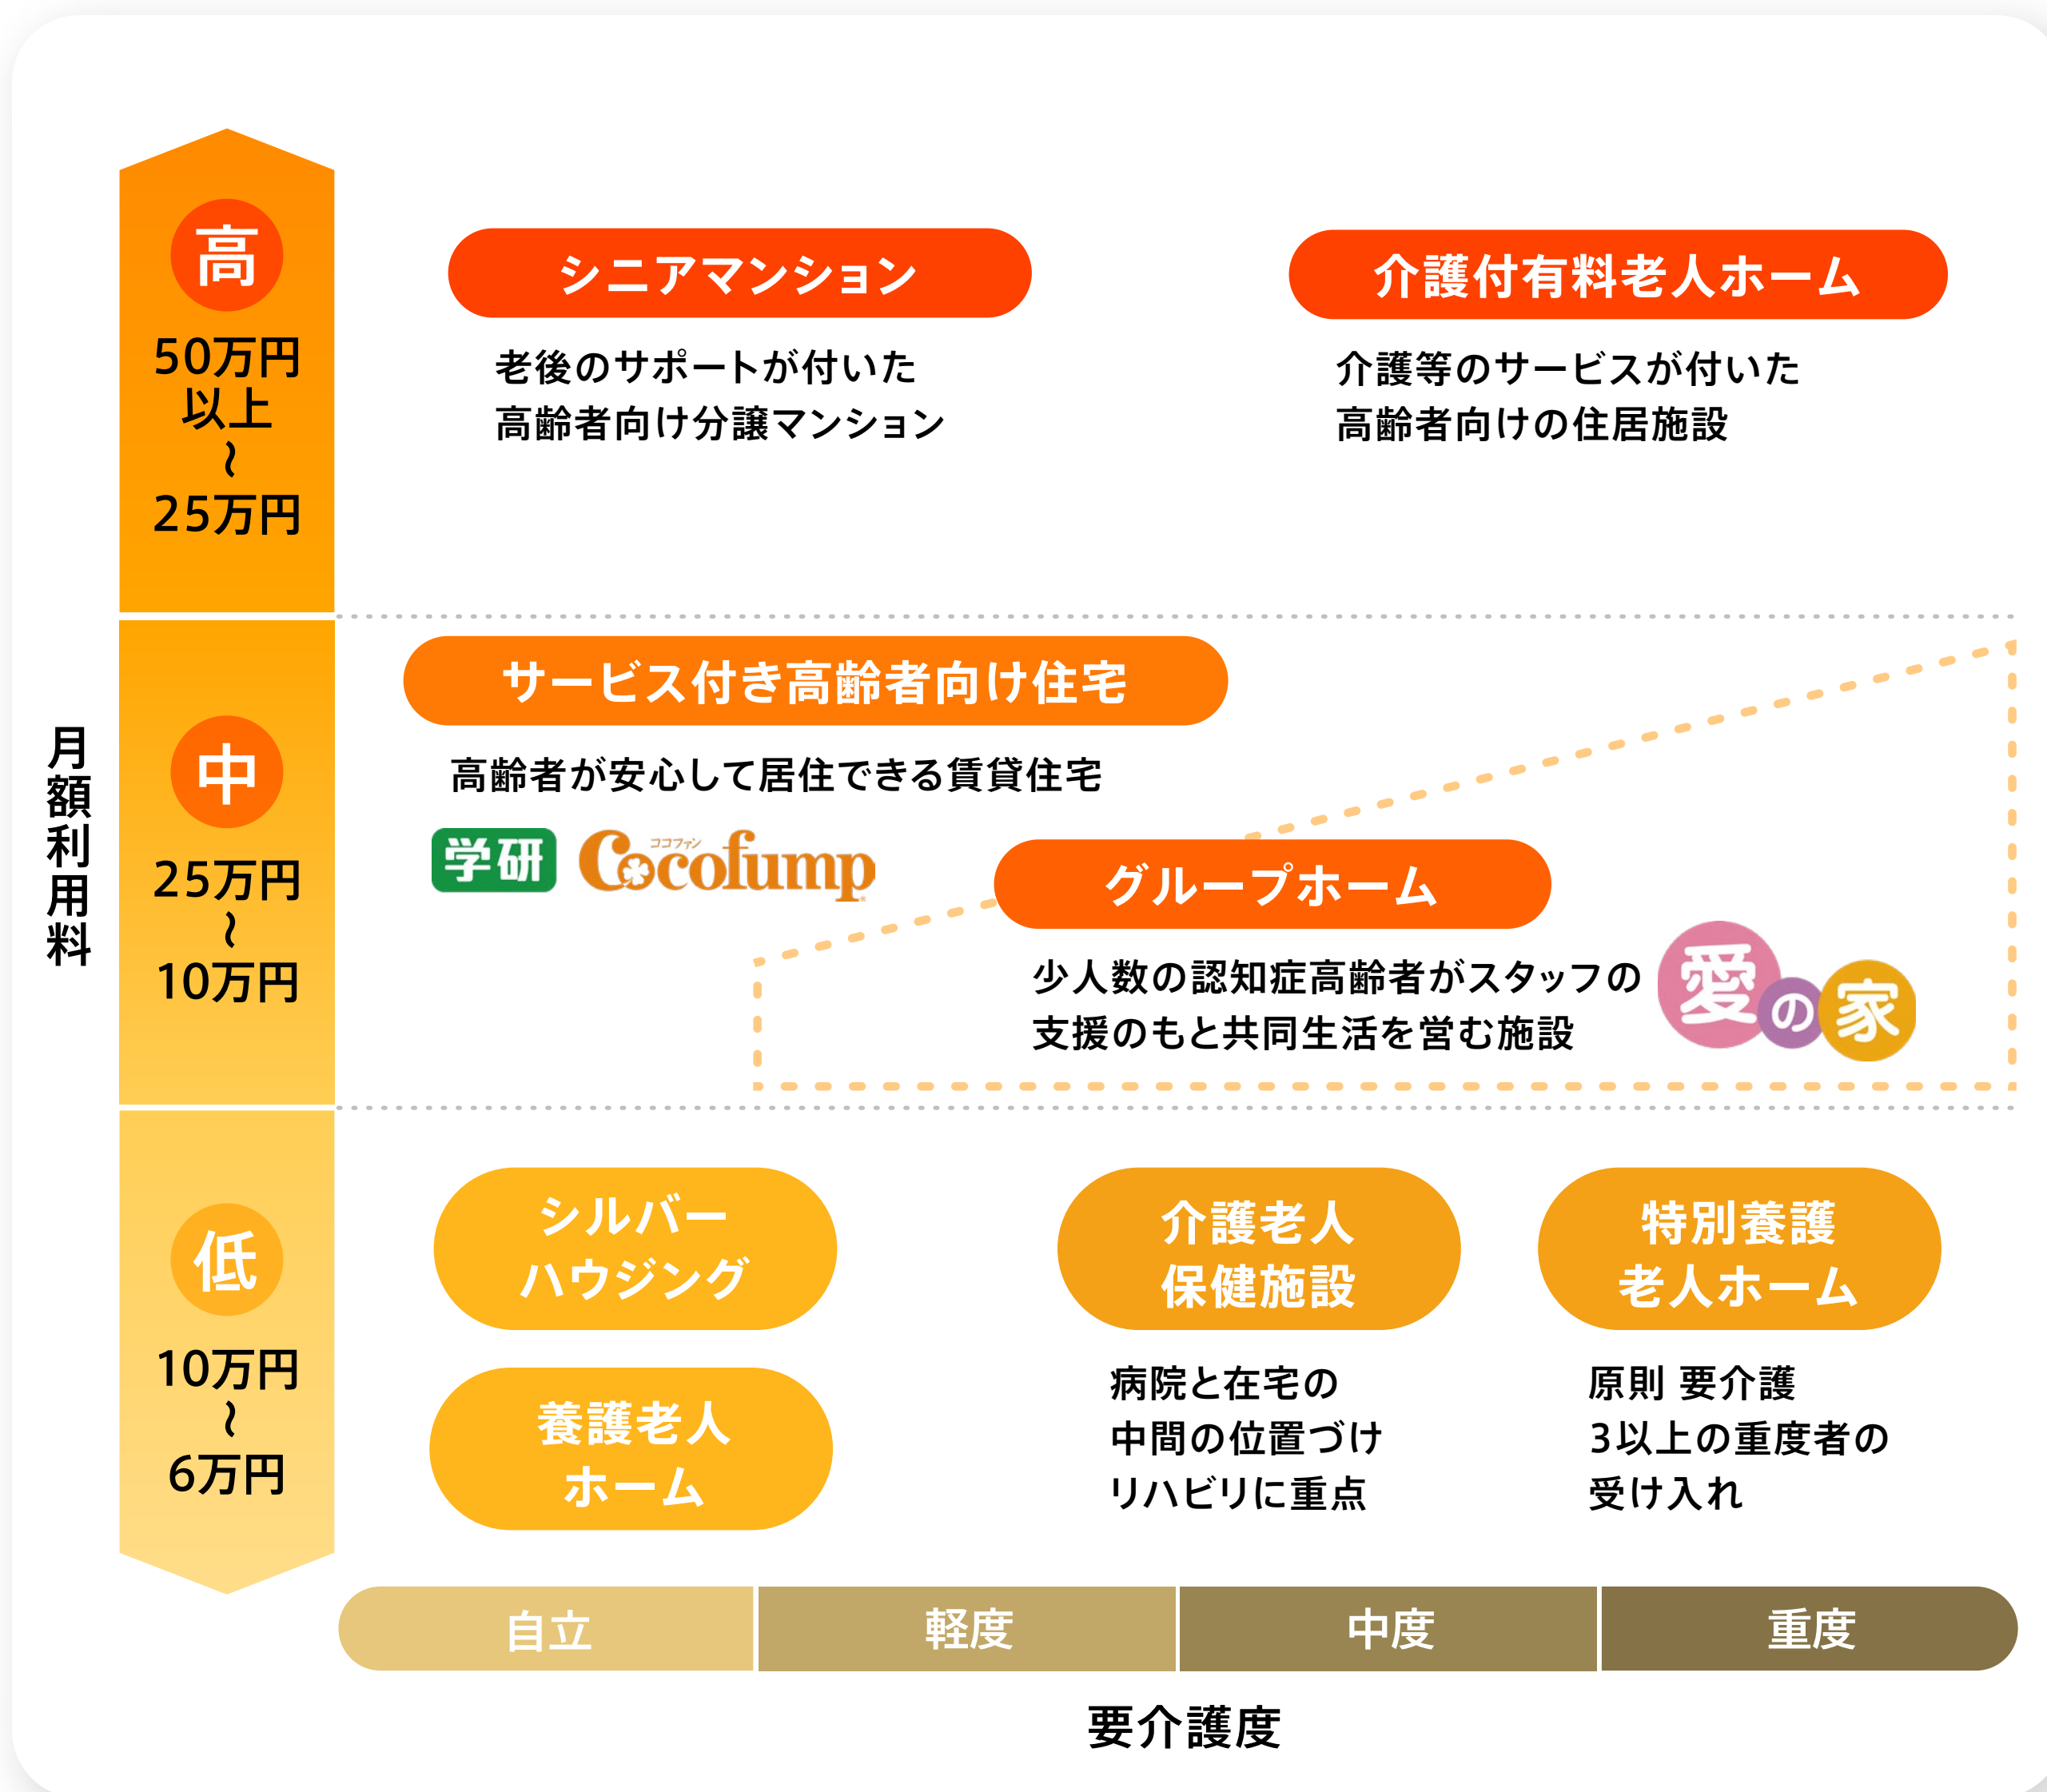 月額利用料
高
50万円
以上
〜
25万円
シニアマンション
老後のサポートが付いた
高齢者向け分譲マンション
介護付有料老人ホーム
介護等のサービスが付いた
高齢者向けの住居施設
中
25万円
〜
10万円
サービス付き高齢者向け住宅
高齢者が安心して居住できる賃貸住宅
学研
ココファン
Cocofump
グループホーム
少人数の認知症高齢者がスタッフの
支援のもと共同生活を営む施設
愛の家
低
10万円
〜
6万円
シルバー
ハウジング
養護老人
ホーム
介護老人
保健施設
病院と在宅の
中間の位置づけ
リハビリに重点
特別養護
老人ホーム
原則 要介護
3以上の重度者の
受け入れ
自立
軽度
中度
重度
要介護度